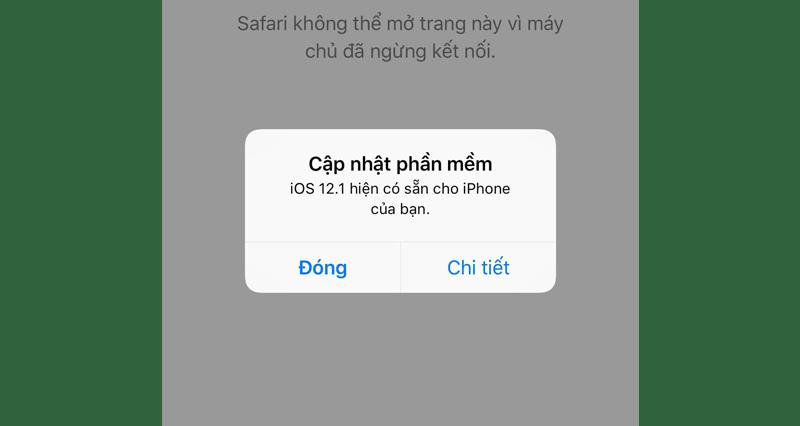 Safari không thể mở trang này vì máy
chủ đã ngừng kết nối.
Cập nhật phần mềm
iOS 12.1 hiện có sẵn cho iPhone
của bạn.
Đóng
Chi tiết